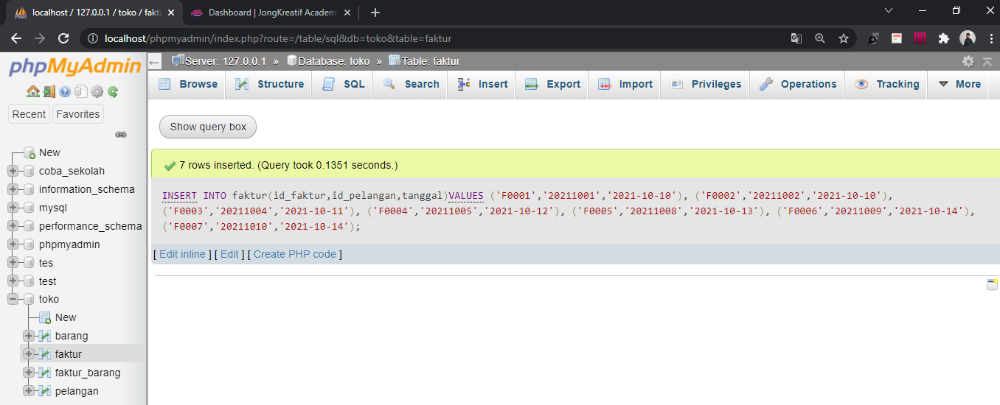 localhost / 127.0.0.1 / toko / fakt
Dashboard | JongKreatif Academy
localhost/phpmyadmin/index.php?route=/table/sql&db=toko&table=faktur
phpMyAdmin
Recent Favorites
New
coba_sekolah
information_schema
mysql
performance_schema
phpmyadmin
tes
test
toko
New
barang
faktur
faktur_barang
pelangan
Server: 127.0.0.1 » Database: toko » Table: faktur
Browse Structure SQL Search Insert Export Import Privileges Operations Tracking More
Show query box
7 rows inserted. (Query took 0.1351 seconds.)
INSERT INTO faktur(id_faktur,id_pelangan,tanggal)VALUES ('F0001','20211001','2021-10-10'), ('F0002','20211002','2021-10-10'),
('F0003','20211004','2021-10-11'), ('F0004','20211005','2021-10-12'), ('F0005','20211008','2021-10-13'), ('F0006','20211009','2021-10-14'),
('F0007','20211010','2021-10-14');
[ Edit inline ] [ Edit ] [ Create PHP code ]